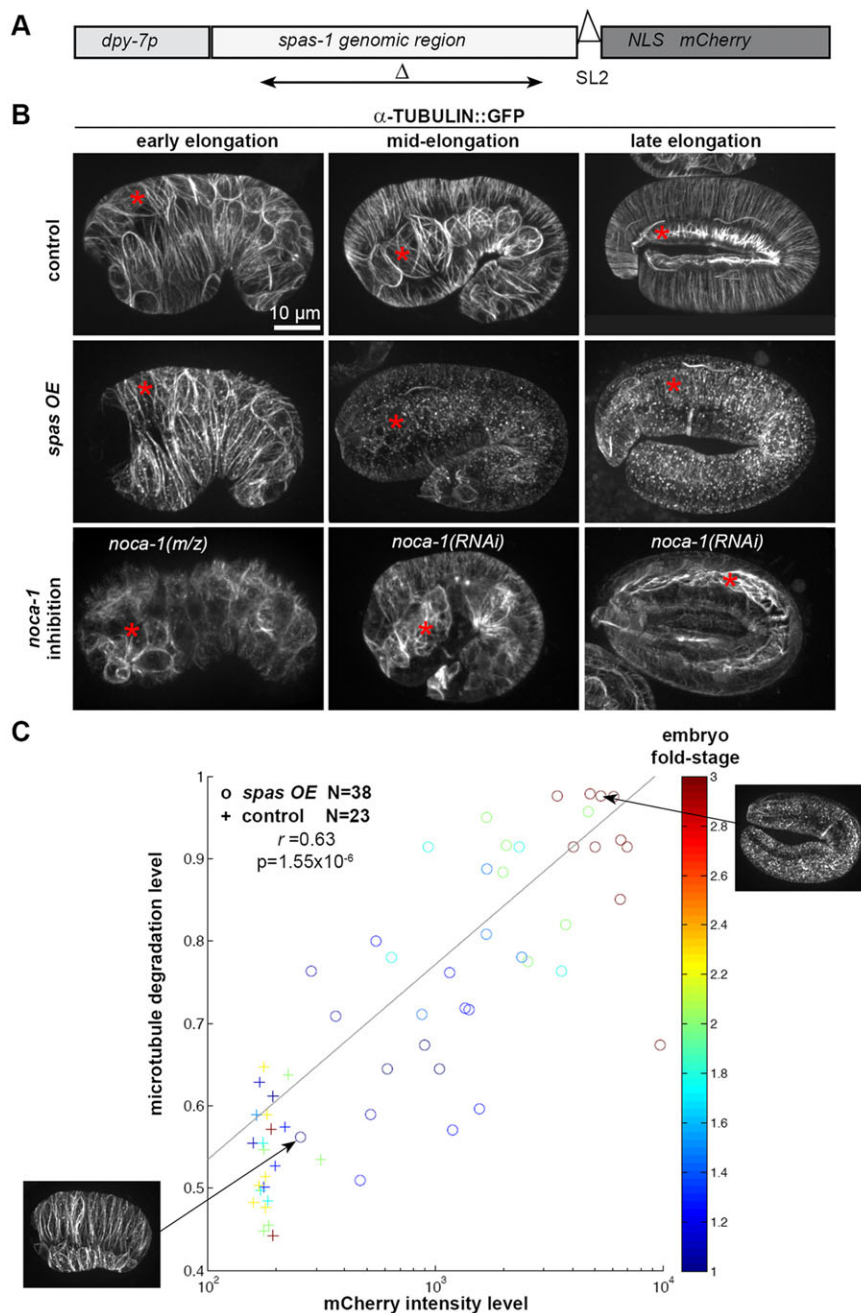 A
dpy-7p
spas-1 genomic region
NLS mCherry
Δ
SL2
B
α-TUBULIN::GFP
early elongation
mid-elongation
late elongation
control
*
*
*
10 µm
spas OE
*
*
*
noca-1
inhibition
noca-1(m/z)
noca-1(RNAi)
noca-1(RNAi)
*
*
*
C
embryo
fold-stage
o spas OE N=38
+ control N=23
r=0.63
p=1.55x10⁻⁶
microtubule degradation level
1
0.9
0.8
0.7
0.6
0.5
0.4
10²
10³
10⁴
mCherry intensity level
3
2.8
2.6
2.4
2.2
2
1.8
1.6
1.4
1.2
1